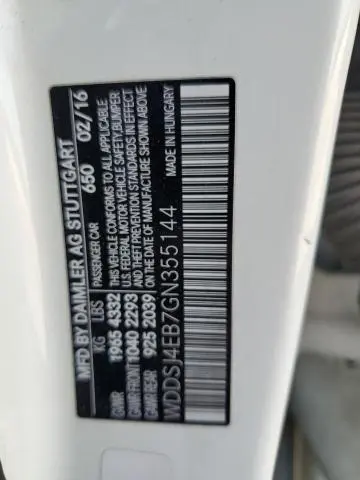 MFD BY DAIMLER AG STUTTGART
PASSENGER CAR 650 02/16
KG LBS
GVWR 1965 4332 THIS VEHICLE CONFORMS TO ALL APPLICABLE
GAWR-FRONT 1040 2293 U.S. FEDERAL MOTOR VEHICLE SAFETY, BUMPER
GAWR-REAR 925 2039 AND THEFT PREVENTION STANDARDS IN EFFECT
ON THE DATE OF MANUFACTURE SHOWN ABOVE
WDDSJ4EB7GN355144 MADE IN HUNGARY